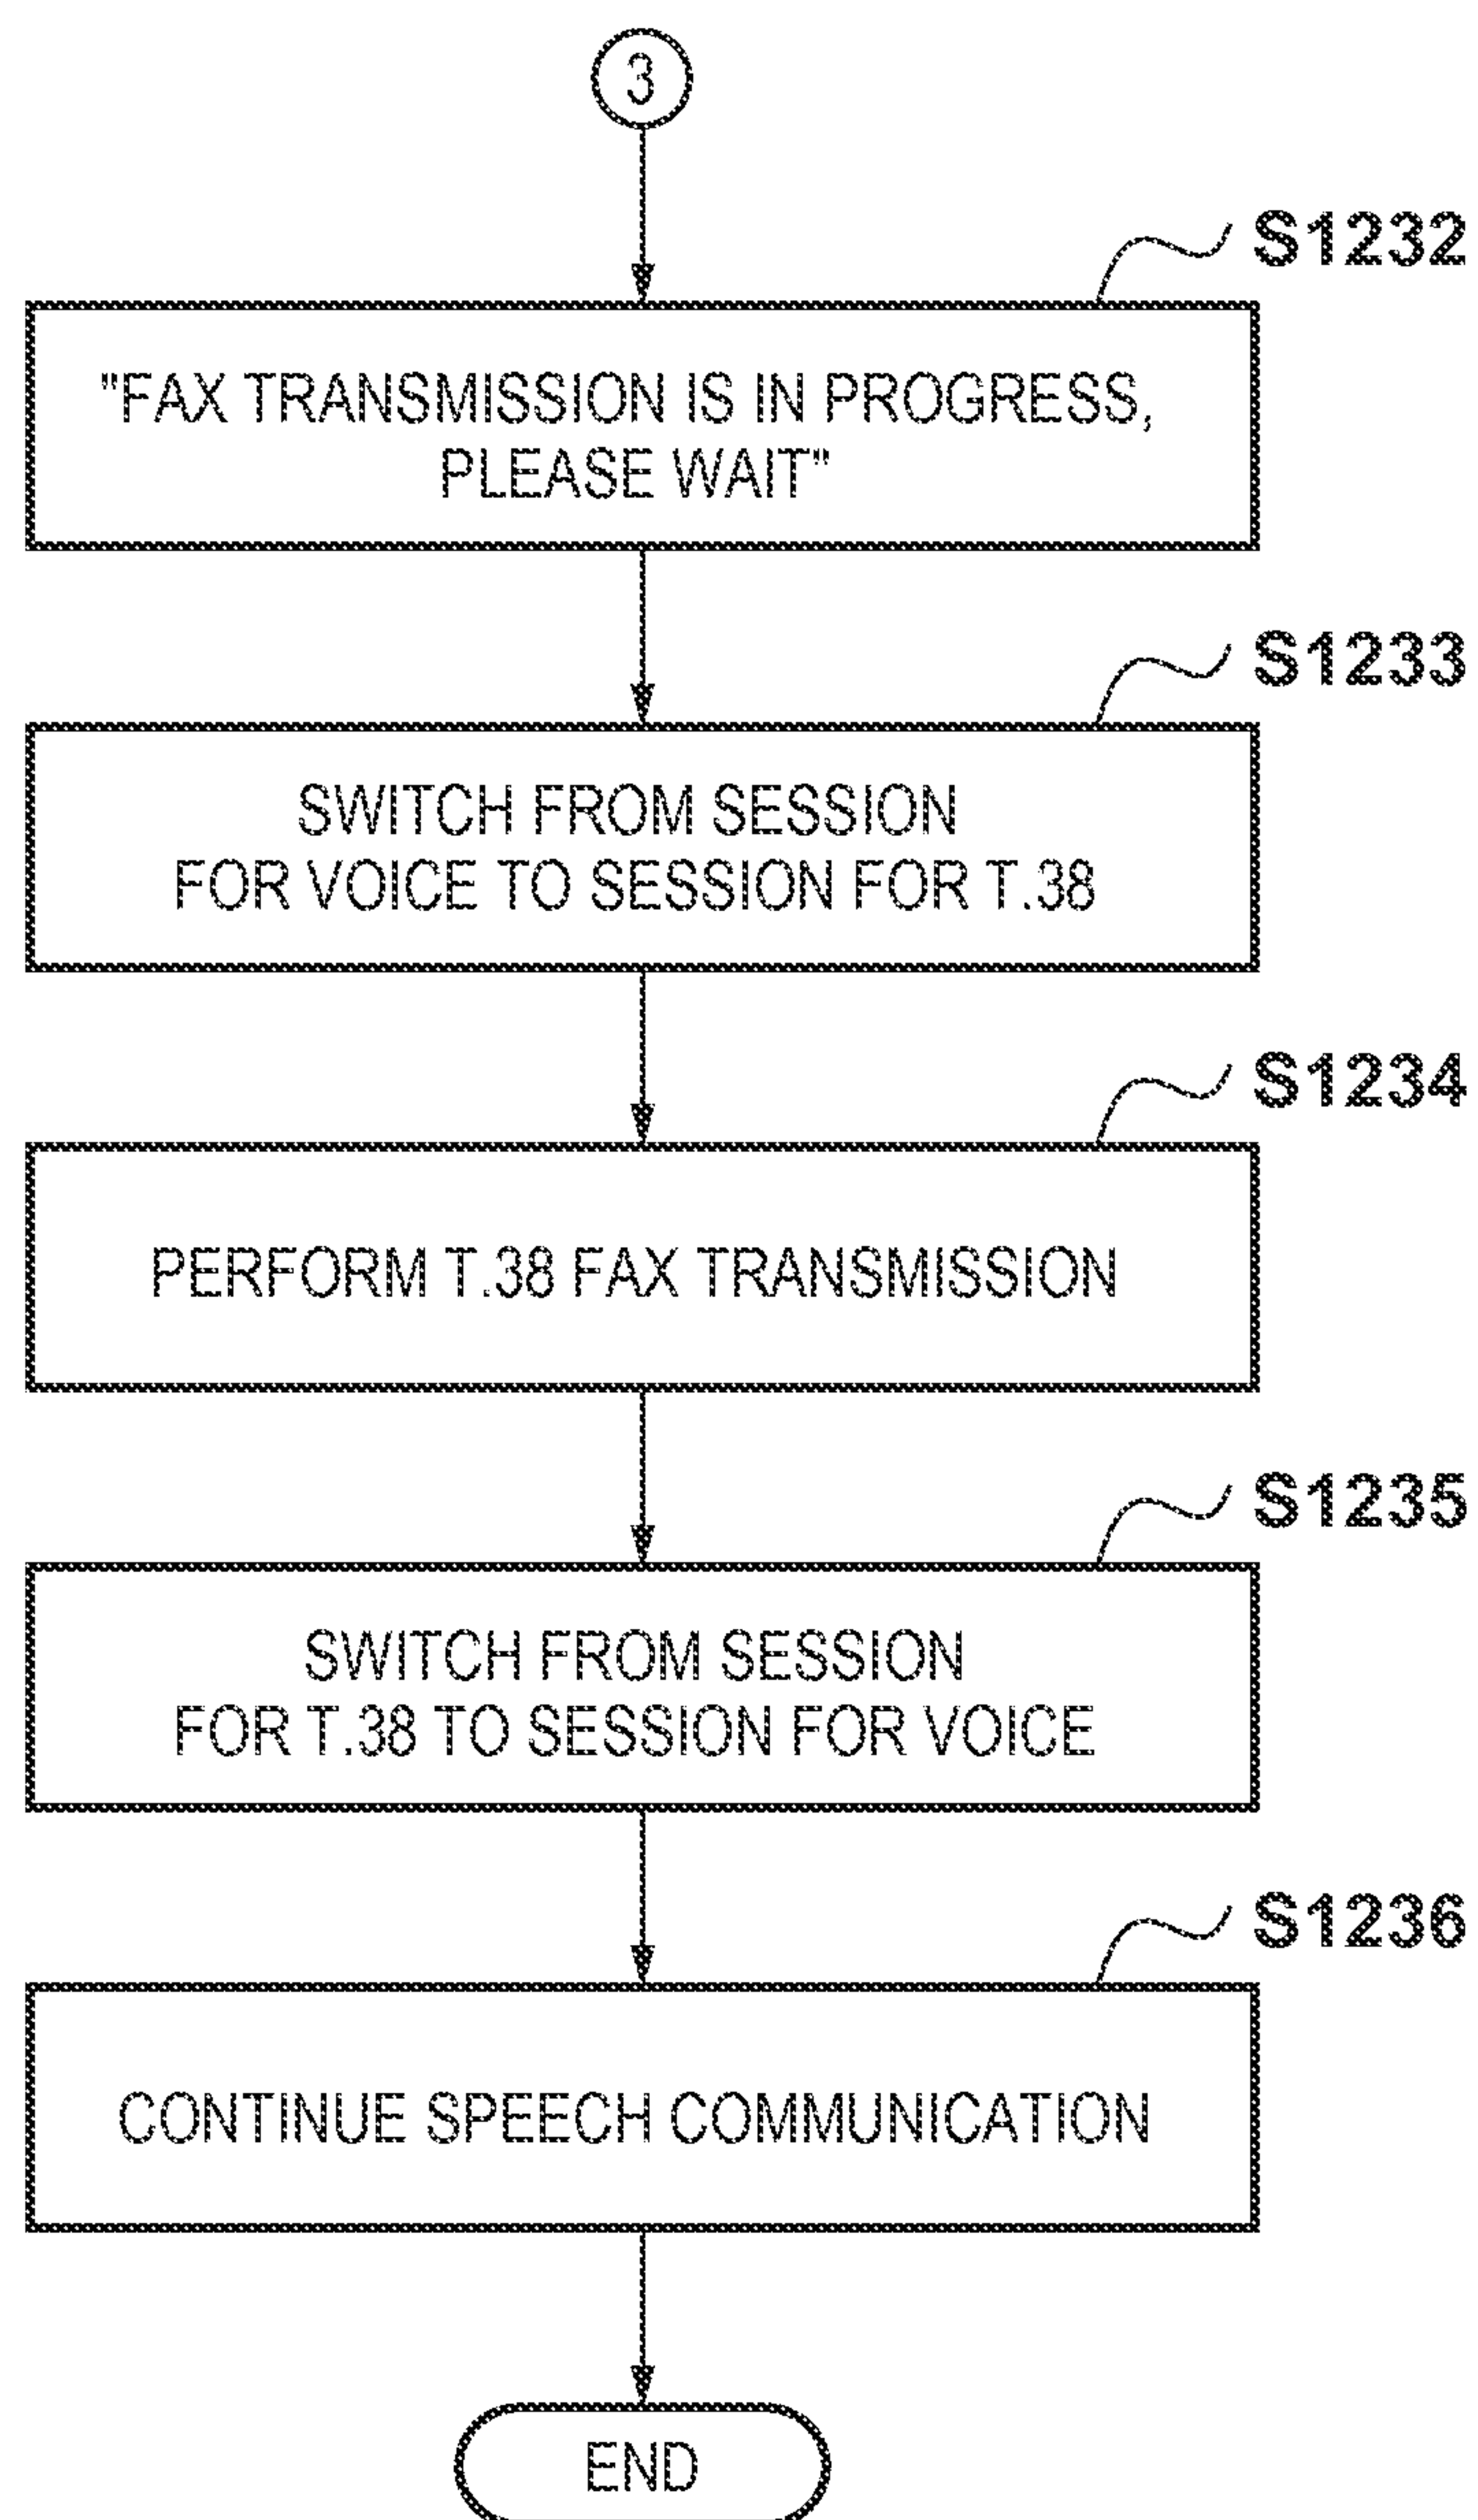 3
S1232
"FAX TRANSMISSION IS IN PROGRESS,
PLEASE WAIT"
S1233
SWITCH FROM SESSION
FOR VOICE TO SESSION FOR T.38
S1234
PERFORM T.38 FAX TRANSMISSION
S1235
SWITCH FROM SESSION
FOR T.38 TO SESSION FOR VOICE
S1236
CONTINUE SPEECH COMMUNICATION
END